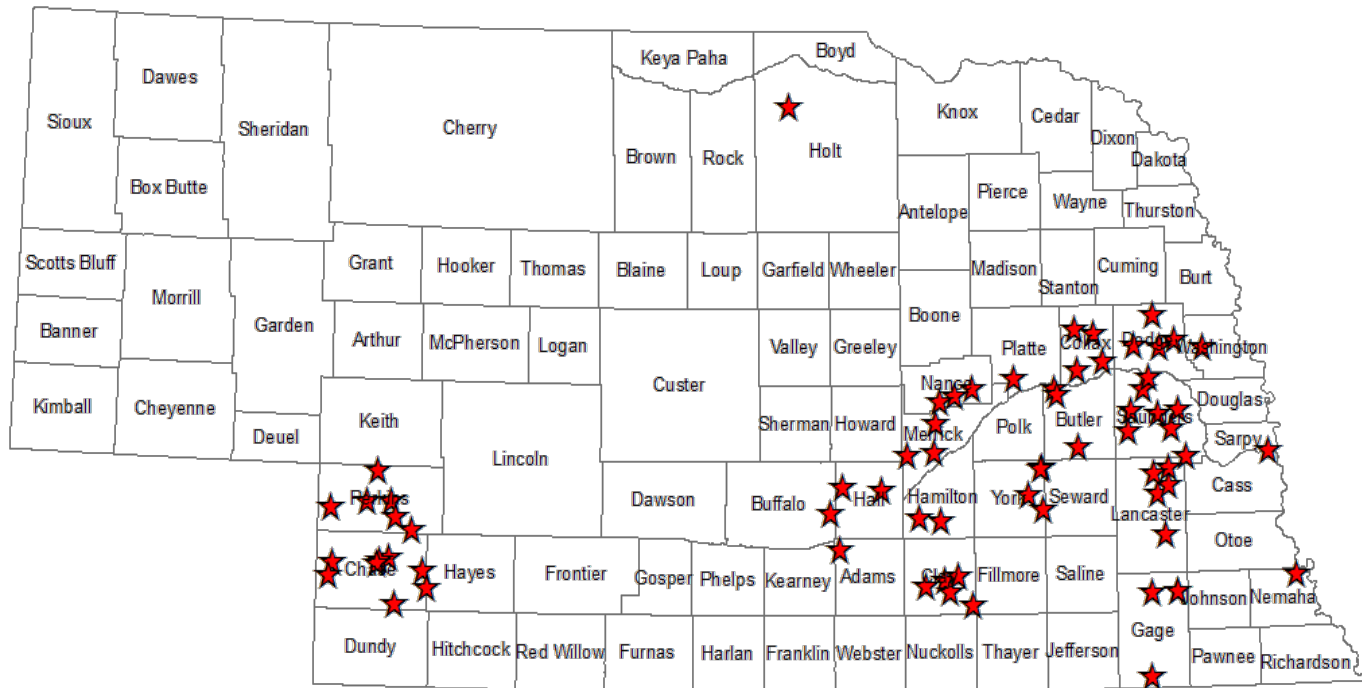 Keya Paha
Boyd
Dawes
Sioux
Sheridan
Cherry
Brown
Rock
Holt
Knox
Cedar
Dixon
Dakota
Box Butte
Antelope
Pierce
Wayne
Thurston
Scotts Bluff
Morrill
Grant
Hooker
Thomas
Blaine
Loup
Garfield
Wheeler
Madison
Stanton
Cuming
Burt
Banner
Garden
Arthur
McPherson
Logan
Custer
Valley
Greeley
Boone
Platte
Colfax
Dodge
Washington
Kimball
Cheyenne
Deuel
Keith
Lincoln
Sherman
Howard
Nance
Merrick
Polk
Butler
Saunders
Douglas
Sarpy
Perkins
Dawson
Buffalo
Hall
Hamilton
York
Seward
Lancaster
Cass
Otoe
Chase
Hayes
Frontier
Gosper
Phelps
Kearney
Adams
Clay
Fillmore
Saline
Johnson
Nemaha
Gage
Dundy
Hitchcock
Red Willow
Furnas
Harlan
Franklin
Webster
Nuckolls
Thayer
Jefferson
Pawnee
Richardson